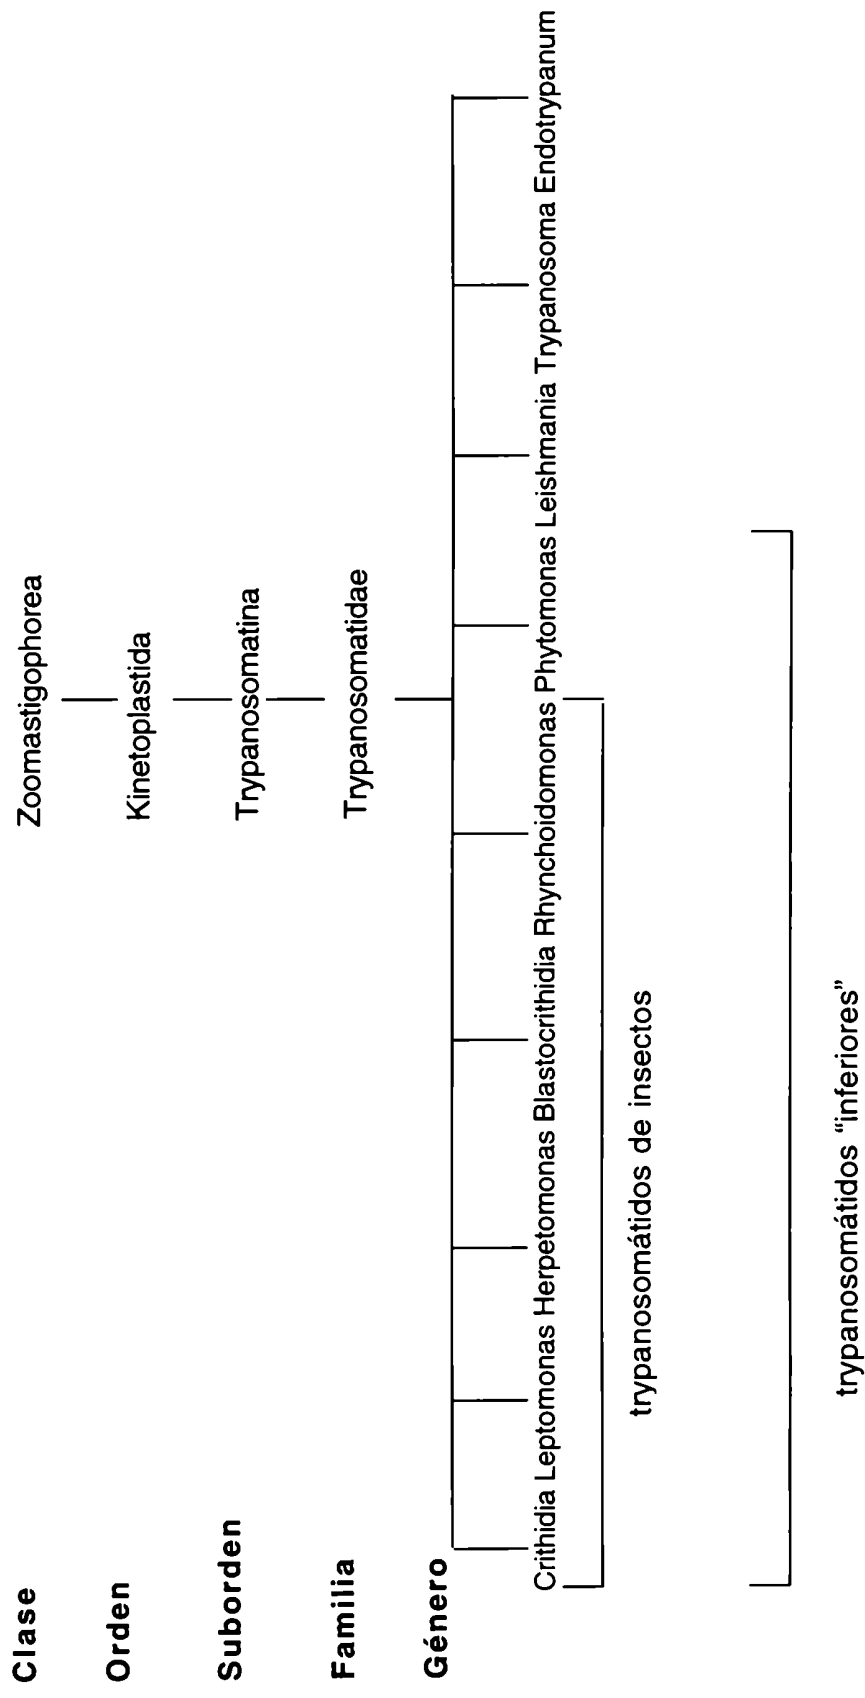 Clase Zoomastigophorea
Orden Kinetoplastida
Suborden Trypanosomatina
Familia Trypanosomatidae
Género
Crithidia Leptomonas Herpetomonas Blastocrithidia Rhynchoidomonas Phytomonas Leishmania Trypanosoma Endotrypanum
trypanosomátidos de insectos
trypanosomátidos “inferiores”